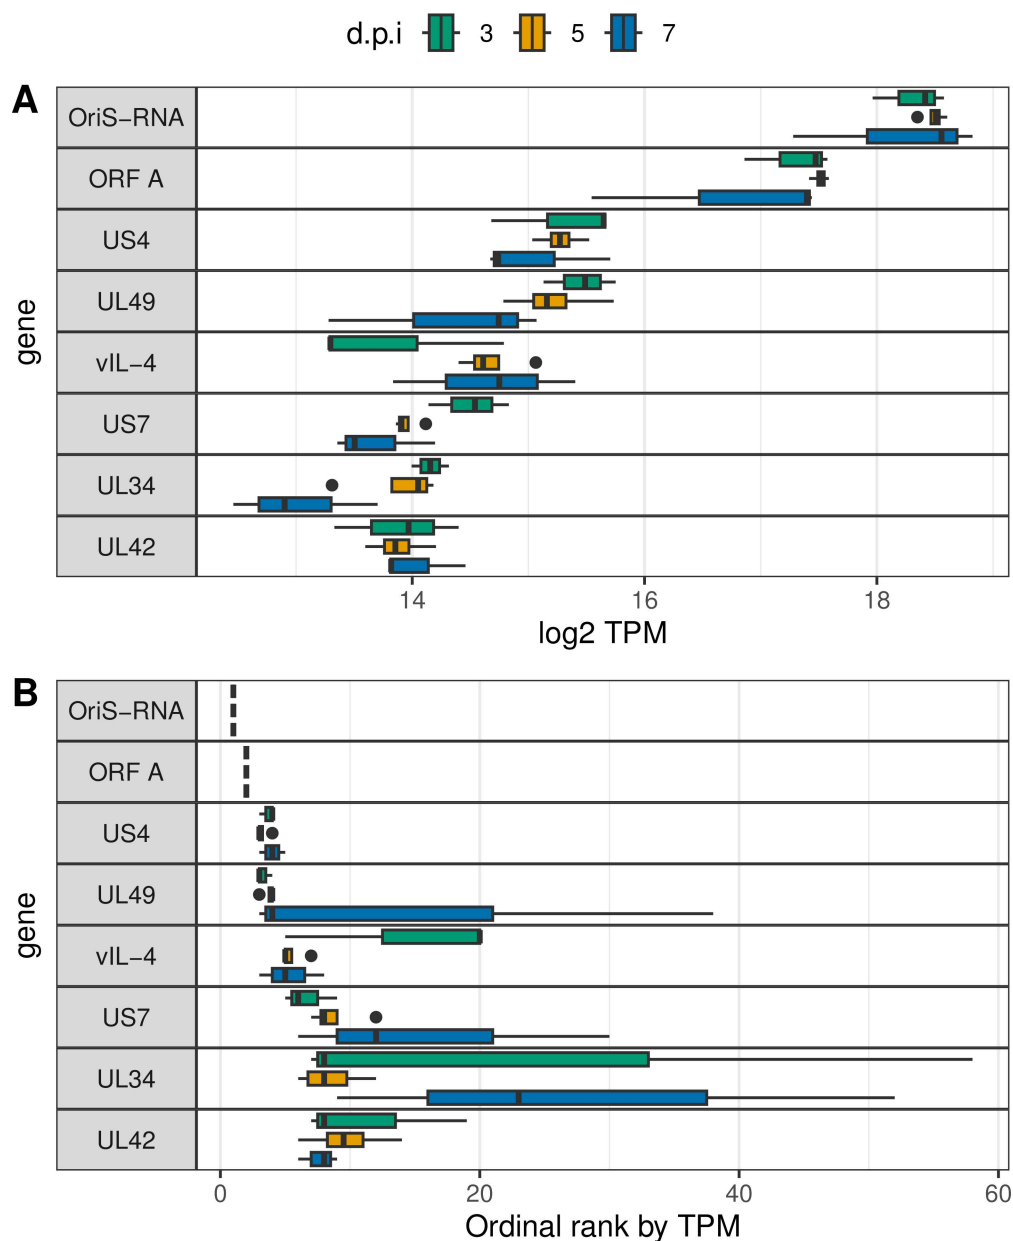 d.p.i 3 5 7
A
OriS−RNA
ORF A
US4
UL49
vIL−4
US7
UL34
UL42
gene
14 16 18
log2 TPM
B
OriS−RNA
ORF A
US4
UL49
vIL−4
US7
UL34
UL42
gene
0 20 40 60
Ordinal rank by TPM